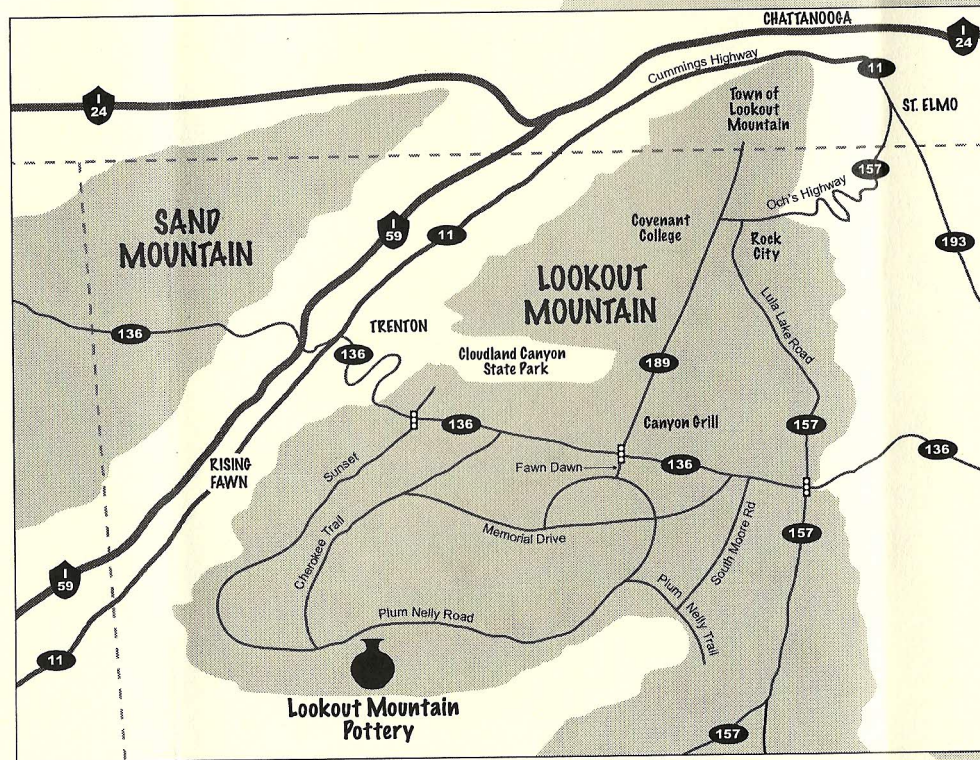 CHATTANOOGA
I
24
Cummings Highway
I
24
11
Town of
Lookout
Mountain
ST. ELMO
157
Och's Highway
SAND
MOUNTAIN
I
59
11
Covenant
College
Rock
City
193
LOOKOUT
MOUNTAIN
Lula Lake Road
136
TRENTON
136
Cloudland Canyon
State Park
189
136
Canyon Grill
157
136
RISING
FAWN
Sunset
Fawn Dawn
136
Cherokee Trail
Memorial Drive
South Moore Rd
157
I
59
Plum Nelly Trail
Plum Nelly Road
11
Lookout Mountain
Pottery
157